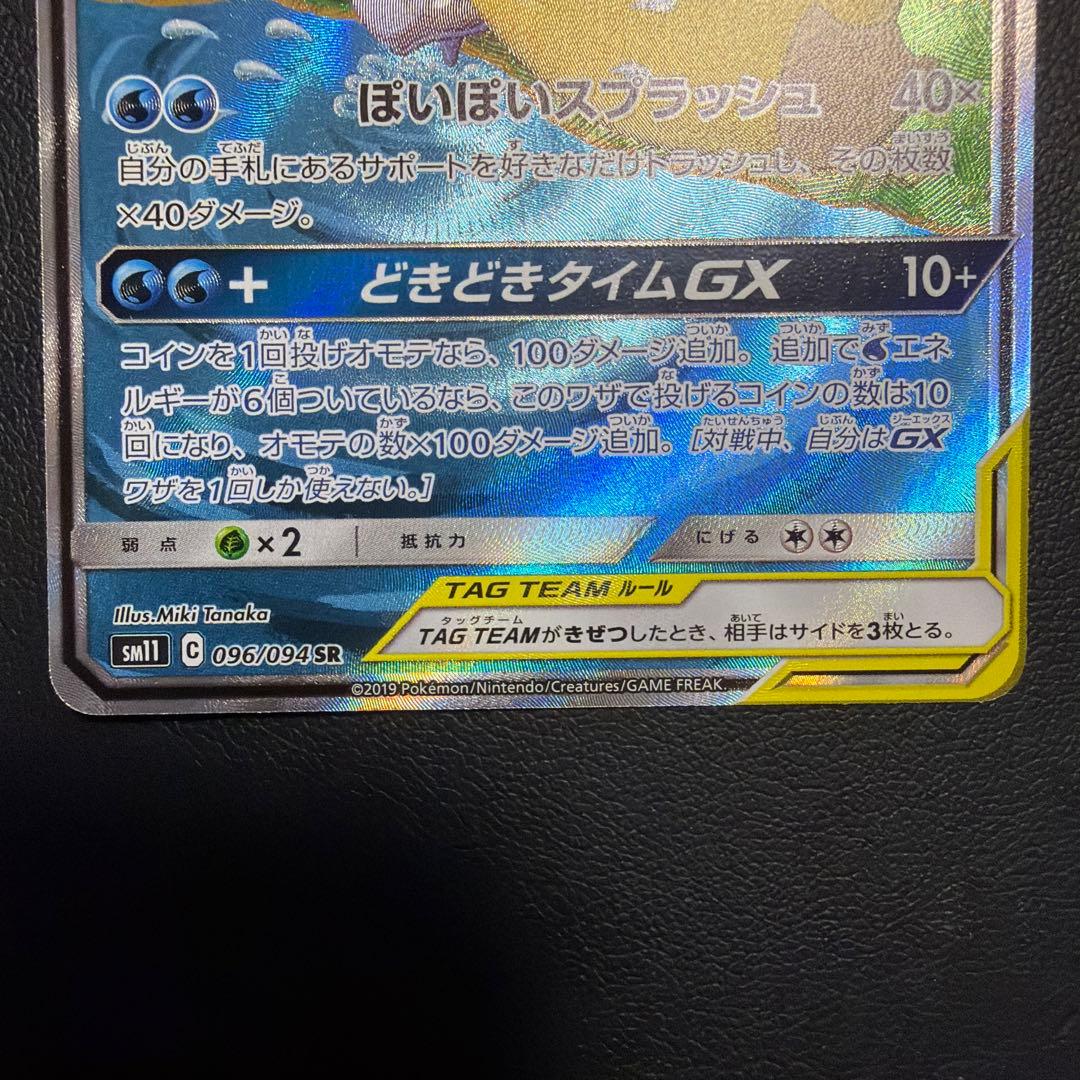 ぽいぽいスプラッシュ 40×
自分の手札にあるサポートを好きなだけトラッシュし、その枚数
×40ダメージ。
+ どきどきタイムGX 10+
コインを1回投げオモテなら、100ダメージ追加。追加でエネ
ルギーが6個ついているなら、このワザで投げるコインの数は10
回になり、オモテの数×100ダメージ追加。[対戦中、自分はGX
ワザを1回しか使えない。]
弱点 ×2 抵抗力 にげる
TAG TEAM ルール
TAG TEAMがきぜつしたとき、相手はサイドを3枚とる。
Illus.Miki Tanaka
SM11 C 096/094 SR
©2019 Pokémon/Nintendo/Creatures/GAME FREAK.